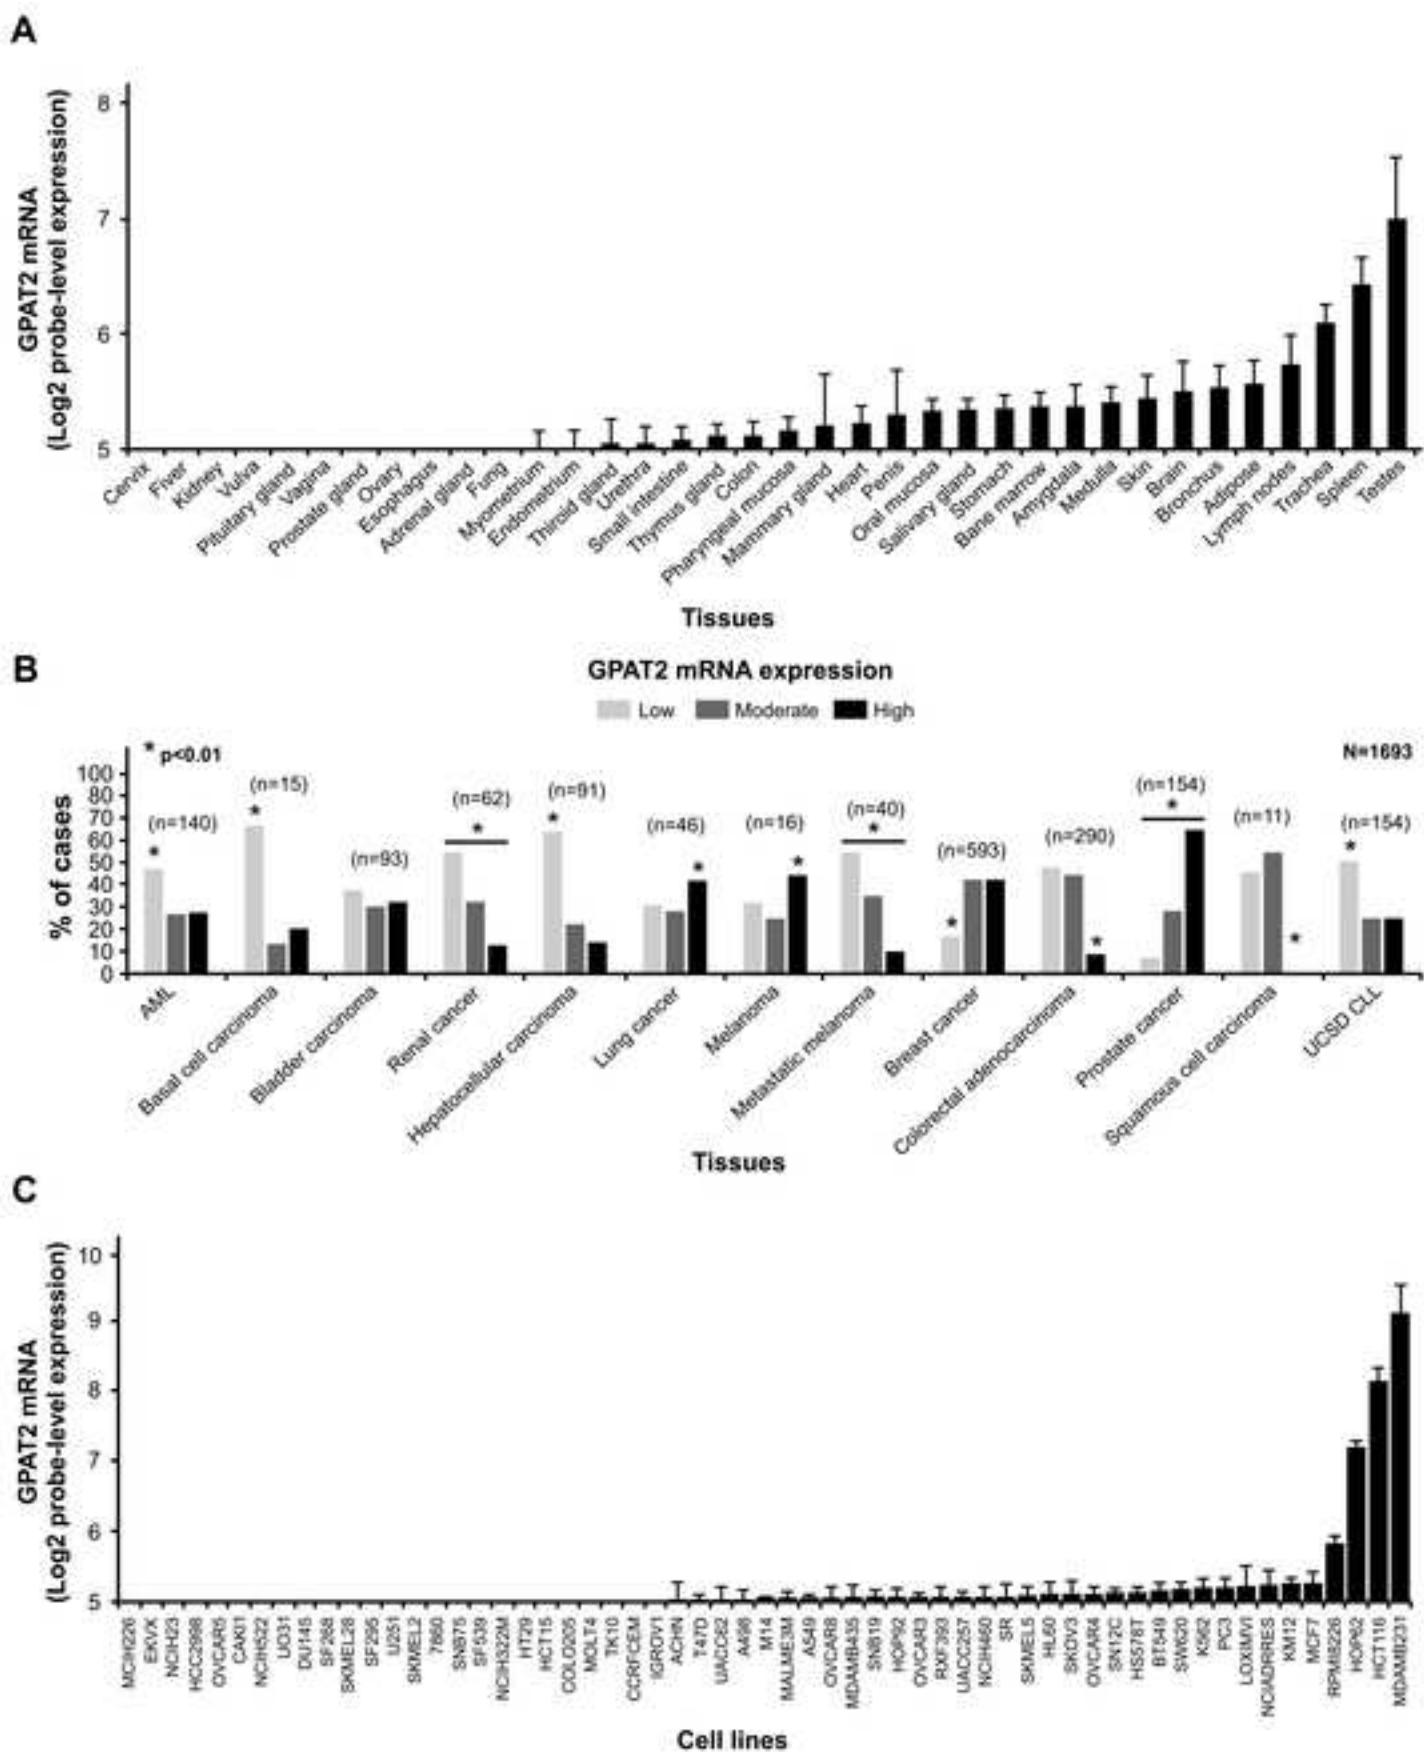 A
GPAT2 mRNA
(Log2 probe-level expression)
8
7
6
5
Cervix
Fiver
Kidney
Vulva
Pituitary gland
Vagina
Prostate gland
Ovary
Esophagus
Adrenal gland
Fung
Myometrium
Endometrium
Thiroid gland
Urethra
Small intestine
Thymus gland
Colon
Pharyngeal mucosa
Mammary gland
Heart
Penis
Oral mucosa
Salivary gland
Stomach
Bane marrow
Amygdala
Medulla
Skin
Brain
Bronchus
Adipose
Lymph nodes
Trachea
Spleen
Testes
Tissues
B
GPAT2 mRNA expression
Low Moderate High
* p<0.01
N=1693
% of cases
100
90
80
70
60
50
40
30
20
10
0
(n=140)
*
(n=15)
*
(n=93)
(n=62)
*
(n=91)
*
(n=46)
*
(n=16)
*
(n=40)
*
(n=593)
*
(n=290)
*
(n=154)
*
(n=11)
*
(n=154)
*
AML
Basal cell carcinoma
Bladder carcinoma
Renal cancer
Hepatocellular carcinoma
Lung cancer
Melanoma
Metastatic melanoma
Breast cancer
Colorectal adenocarcinoma
Prostate cancer
Squamous cell carcinoma
UCSD CLL
Tissues
C
GPAT2 mRNA
(Log2 probe-level expression)
10
9
8
7
6
5
MCIH226
EKVX
NCIH23
HCC2998
OVCAR5
CAKI1
NCIH522
UO31
DU145
SF268
SKMEL28
SF295
U251
SKMEL2
7860
SNB75
SF539
NCIH322M
HT29
HCT15
COLO205
MOLT4
TK10
CCRFCEM
IGROV1
ACHN
T47D
UACC62
A498
M14
MALME3M
A549
OVCAR8
MDAMB435
SNB19
HOP92
OVCAR3
RXF393
UACC257
NCIH460
SR
SKMEL5
HL60
SKOV3
OVCAR4
SN12C
HS578T
BT549
SW620
K562
PC3
LOXIMVI
NCIADRRES
KM12
MCF7
RPMI8226
HOP62
HCT116
MDAMBI231
Cell lines